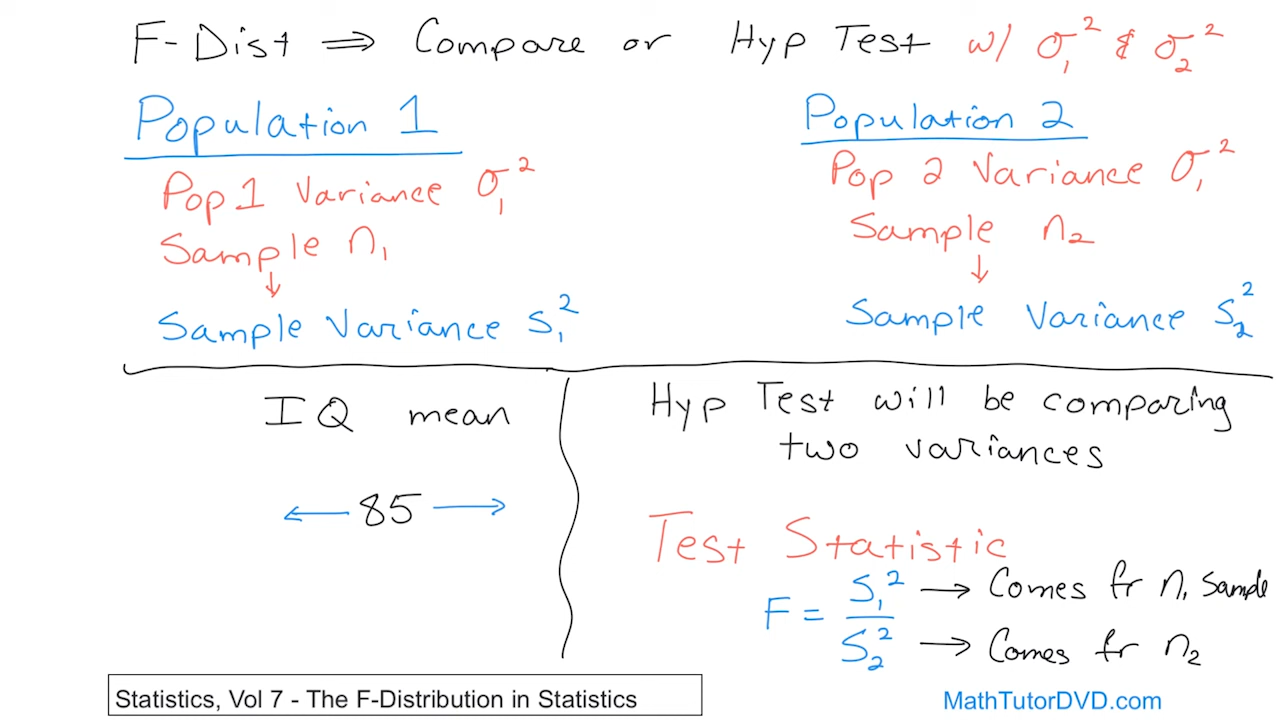 F-Dist ⇒ Compare or Hyp Test w/ σ₁² & σ₂²
Population 1
Pop 1 Variance σ₁²
Sample n₁
↓
Sample Variance s₁²
Population 2
Pop 2 Variance σ₁²
Sample n₂
↓
Sample Variance s₂²
IQ mean
← 85 →
Hyp Test will be comparing
two variances
Test Statistic
F = S₁² / S₂²
→ Comes fr n₁ Sample
→ Comes fr n₂
Statistics, Vol 7 - The F-Distribution in Statistics
MathTutorDVD.com